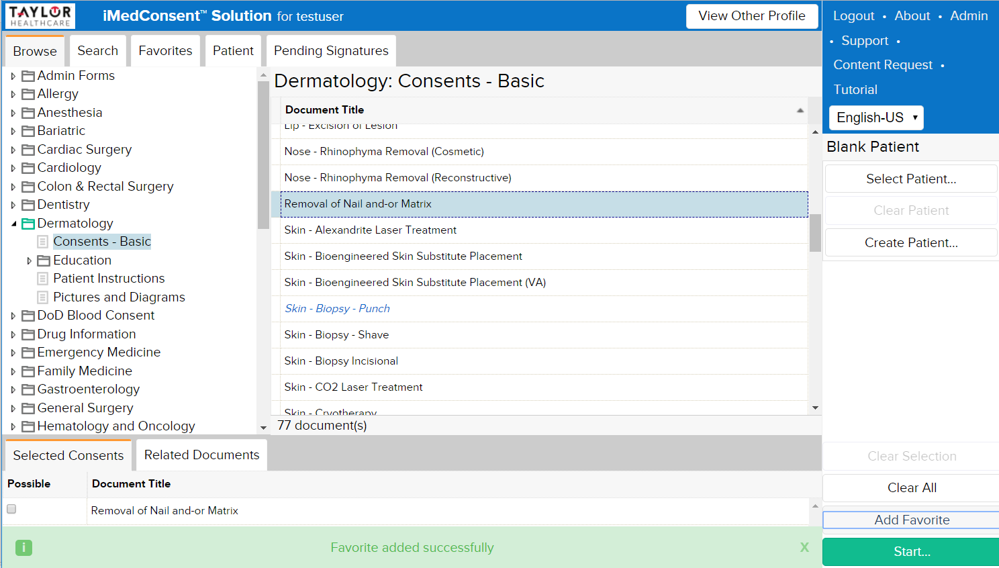 TAYLOR
HEALTHCARE
iMedConsent™ Solution for testuser
View Other Profile
Logout • About • Admin
• Support •
Content Request •
Tutorial
English-US
Browse
Search
Favorites
Patient
Pending Signatures
Admin Forms
Allergy
Anesthesia
Bariatric
Cardiac Surgery
Cardiology
Colon & Rectal Surgery
Dentistry
Dermatology
Consents - Basic
Education
Patient Instructions
Pictures and Diagrams
DoD Blood Consent
Drug Information
Emergency Medicine
Family Medicine
Gastroenterology
General Surgery
Hematology and Oncology
Dermatology: Consents - Basic
Document Title
Lip - Excision of Lesion
Nose - Rhinophyma Removal (Cosmetic)
Nose - Rhinophyma Removal (Reconstructive)
Removal of Nail and-or Matrix
Skin - Alexandrite Laser Treatment
Skin - Bioengineered Skin Substitute Placement
Skin - Bioengineered Skin Substitute Placement (VA)
Skin - Biopsy - Punch
Skin - Biopsy - Shave
Skin - Biopsy Incisional
Skin - CO2 Laser Treatment
Skin - Cryotherapy
77 document(s)
Blank Patient
Select Patient...
Clear Patient
Create Patient...
Selected Consents
Related Documents
Possible
Document Title
Removal of Nail and-or Matrix
Clear Selection
Clear All
Add Favorite
Start...
i
Favorite added successfully
X